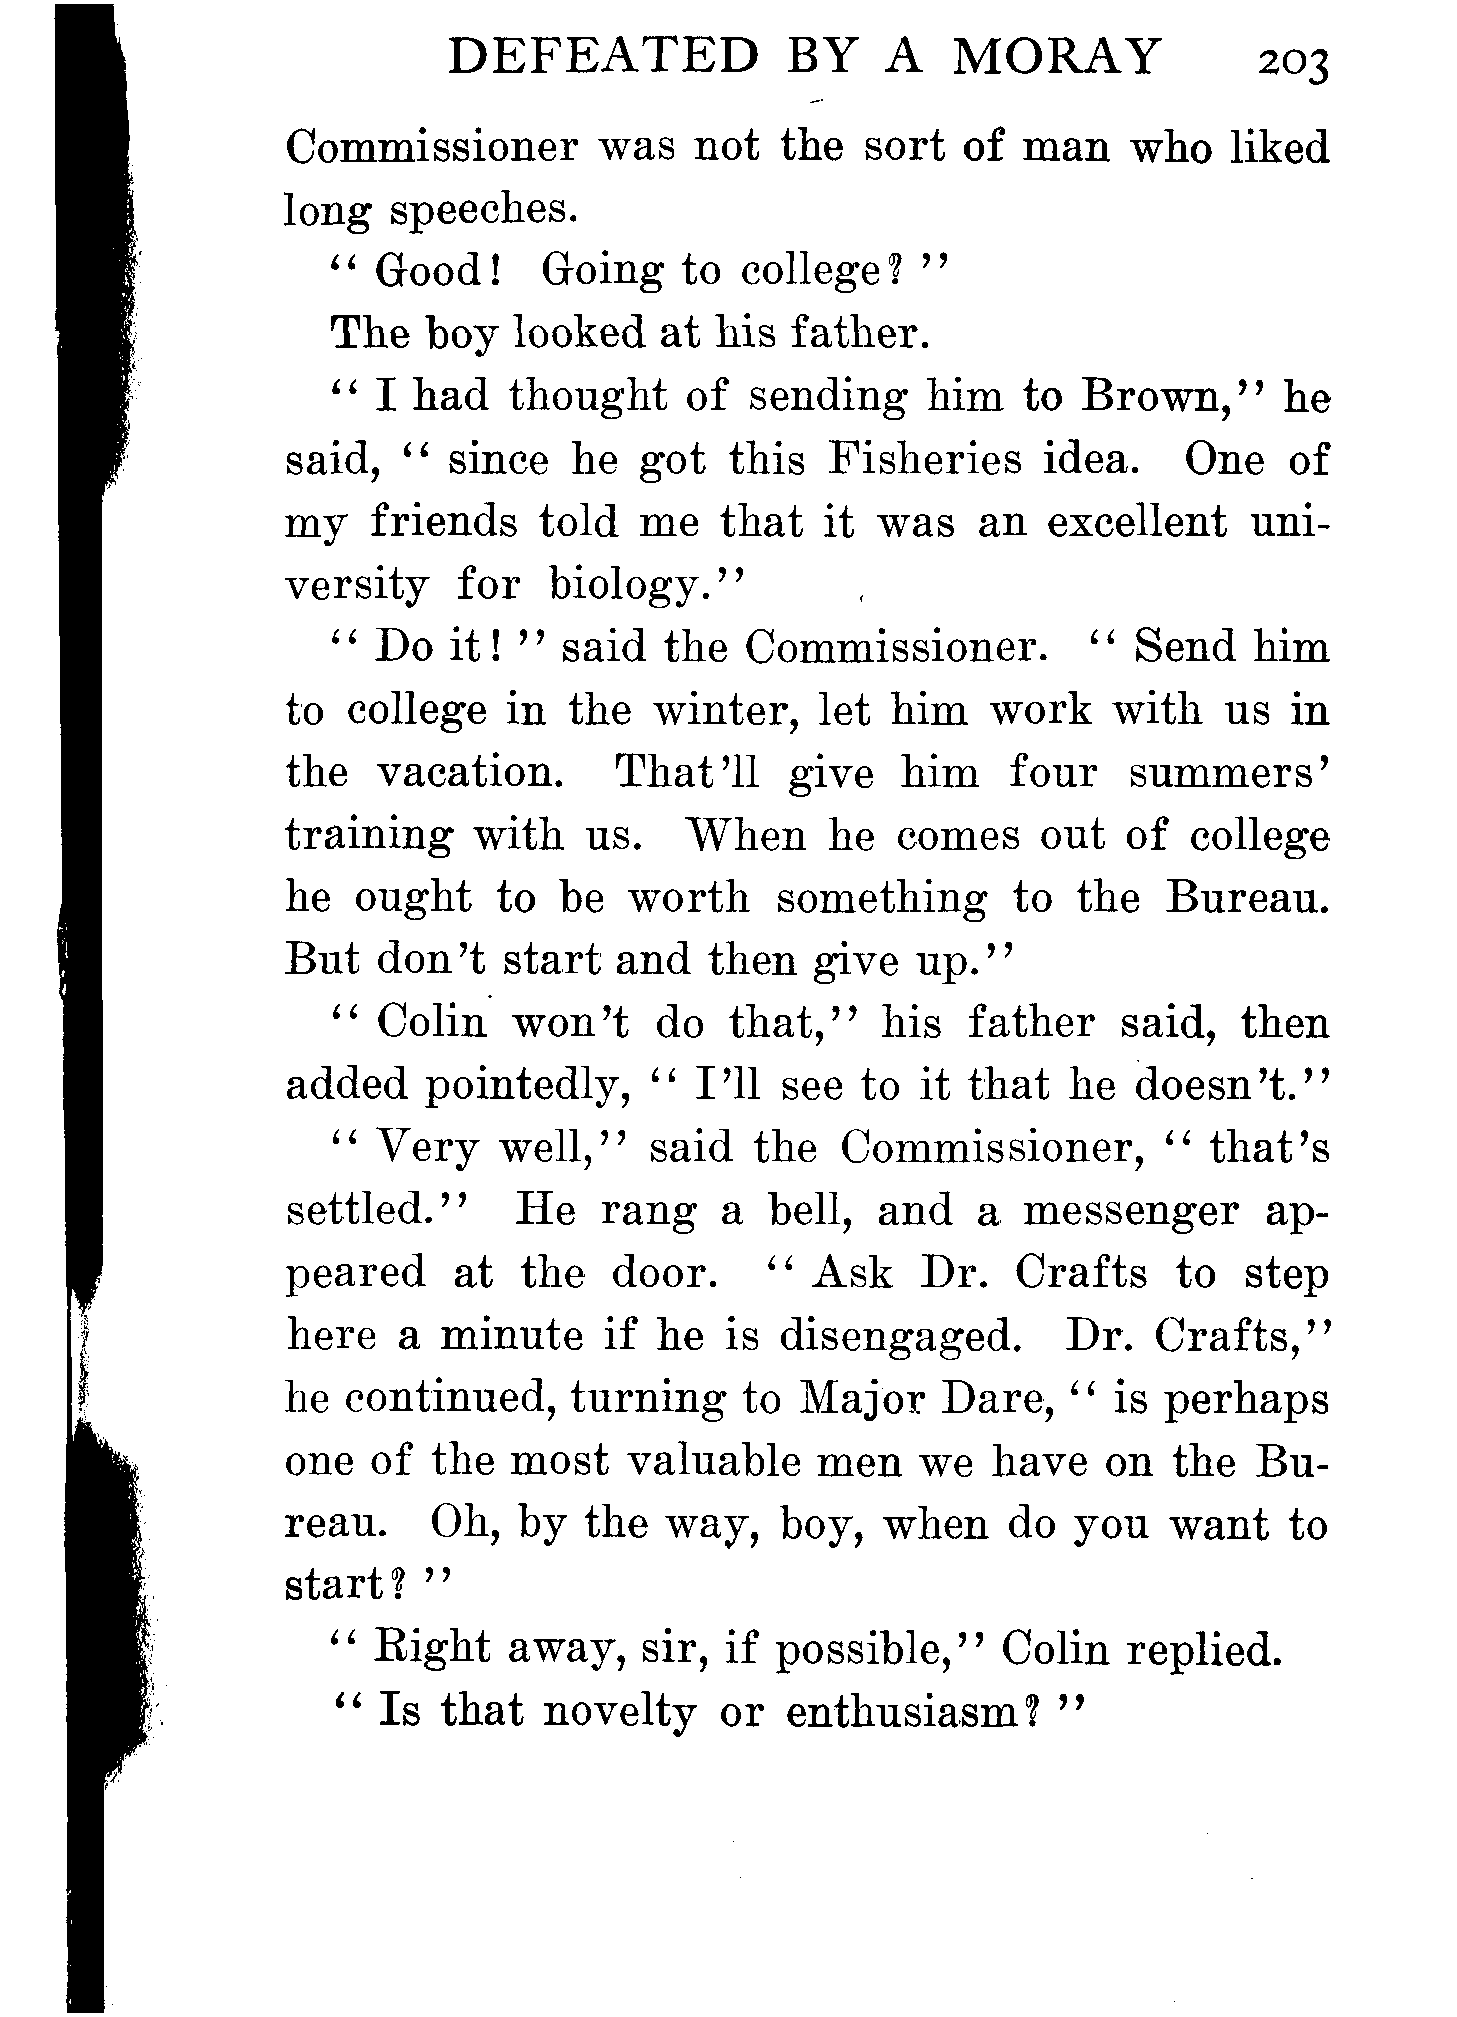 DEFEATED BY A MORAY 203
Commissioner was not the sort of man who liked
long speeches.
“ Good! Going to college? ”
The boy looked at his father.
“ I had thought of sending him to Brown,” he
said, “ since he got this Fisheries idea. One of
my friends told me that it was an excellent uni-
versity for biology.”
“ Do it! ” said the Commissioner. “ Send him
to college in the winter, let him work with us in
the vacation. That’ll give him four summers’
training with us. When he comes out of college
he ought to be worth something to the Bureau.
But don’t start and then give up.”
“ Colin won’t do that,” his father said, then
added pointedly, “ I’ll see to it that he doesn’t.”
“ Very well,” said the Commissioner, “ that’s
settled.” He rang a bell, and a messenger ap-
peared at the door. “ Ask Dr. Crafts to step
here a minute if he is disengaged. Dr. Crafts,”
he continued, turning to Major Dare, “ is perhaps
one of the most valuable men we have on the Bu-
reau. Oh, by the way, boy, when do you want to
start? ”
“ Right away, sir, if possible,” Colin replied.
“ Is that novelty or enthusiasm? ”